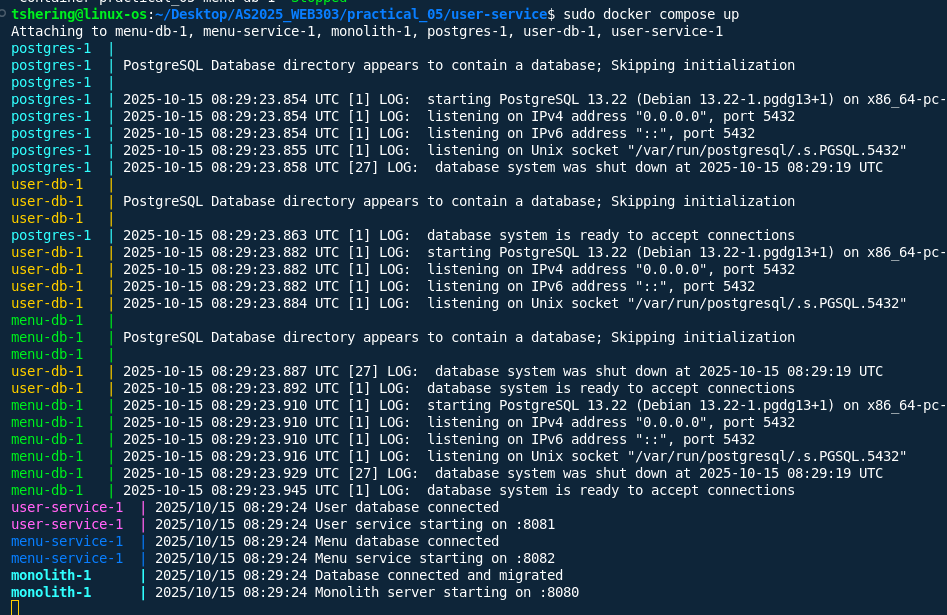 Container practical_05-menu-db-1  Stopped
tshering@linux-os:~/Desktop/AS2025_WEB303/practical_05/user-service$ sudo docker compose up
Attaching to menu-db-1, menu-service-1, monolith-1, postgres-1, user-db-1, user-service-1
postgres-1  |
postgres-1  | PostgreSQL Database directory appears to contain a database; Skipping initialization
postgres-1  |
postgres-1  | 2025-10-15 08:29:23.854 UTC [1] LOG:  starting PostgreSQL 13.22 (Debian 13.22-1.pgdg13+1) on x86_64-pc-
postgres-1  | 2025-10-15 08:29:23.854 UTC [1] LOG:  listening on IPv4 address "0.0.0.0", port 5432
postgres-1  | 2025-10-15 08:29:23.854 UTC [1] LOG:  listening on IPv6 address "::", port 5432
postgres-1  | 2025-10-15 08:29:23.855 UTC [1] LOG:  listening on Unix socket "/var/run/postgresql/.s.PGSQL.5432"
postgres-1  | 2025-10-15 08:29:23.858 UTC [27] LOG:  database system was shut down at 2025-10-15 08:29:19 UTC
user-db-1   |
user-db-1   | PostgreSQL Database directory appears to contain a database; Skipping initialization
user-db-1   |
postgres-1  | 2025-10-15 08:29:23.863 UTC [1] LOG:  database system is ready to accept connections
user-db-1   | 2025-10-15 08:29:23.882 UTC [1] LOG:  starting PostgreSQL 13.22 (Debian 13.22-1.pgdg13+1) on x86_64-pc-
user-db-1   | 2025-10-15 08:29:23.882 UTC [1] LOG:  listening on IPv4 address "0.0.0.0", port 5432
user-db-1   | 2025-10-15 08:29:23.882 UTC [1] LOG:  listening on IPv6 address "::", port 5432
user-db-1   | 2025-10-15 08:29:23.884 UTC [1] LOG:  listening on Unix socket "/var/run/postgresql/.s.PGSQL.5432"
menu-db-1   |
menu-db-1   | PostgreSQL Database directory appears to contain a database; Skipping initialization
menu-db-1   |
user-db-1   | 2025-10-15 08:29:23.887 UTC [27] LOG:  database system was shut down at 2025-10-15 08:29:19 UTC
user-db-1   | 2025-10-15 08:29:23.892 UTC [1] LOG:  database system is ready to accept connections
menu-db-1   | 2025-10-15 08:29:23.910 UTC [1] LOG:  starting PostgreSQL 13.22 (Debian 13.22-1.pgdg13+1) on x86_64-pc-
menu-db-1   | 2025-10-15 08:29:23.910 UTC [1] LOG:  listening on IPv4 address "0.0.0.0", port 5432
menu-db-1   | 2025-10-15 08:29:23.910 UTC [1] LOG:  listening on IPv6 address "::", port 5432
menu-db-1   | 2025-10-15 08:29:23.916 UTC [1] LOG:  listening on Unix socket "/var/run/postgresql/.s.PGSQL.5432"
menu-db-1   | 2025-10-15 08:29:23.929 UTC [27] LOG:  database system was shut down at 2025-10-15 08:29:19 UTC
menu-db-1   | 2025-10-15 08:29:23.945 UTC [1] LOG:  database system is ready to accept connections
user-service-1  | 2025/10/15 08:29:24 User database connected
user-service-1  | 2025/10/15 08:29:24 User service starting on :8081
menu-service-1  | 2025/10/15 08:29:24 Menu database connected
menu-service-1  | 2025/10/15 08:29:24 Menu service starting on :8082
monolith-1      | 2025/10/15 08:29:24 Database connected and migrated
monolith-1      | 2025/10/15 08:29:24 Monolith server starting on :8080